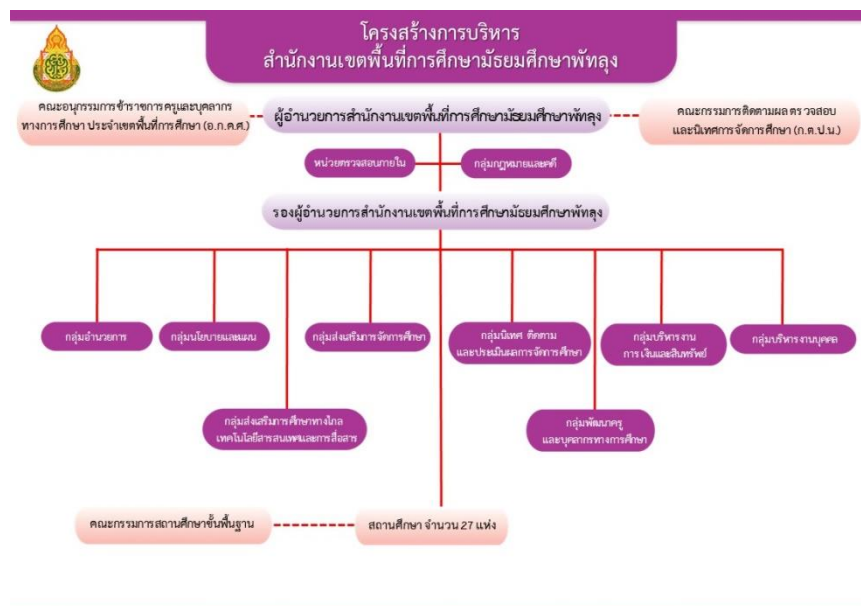 โครงสร้างการบริหาร
สำนักงานเขตพื้นที่การศึกษามัธยมศึกษาพัทลุง
คณะอนุกรรมการข้าราชการครูและบุคลากร
ทางการศึกษา ประจำเขตพื้นที่การศึกษา (อ.ก.ค.ศ.)
ผู้อำนวยการสำนักงานเขตพื้นที่การศึกษามัธยมศึกษาพัทลุง
คณะกรรมการติดตามผล ตรวจสอบ
และนิเทศการจัดการศึกษา (ก.ต.ป.น.)
หน่วยตรวจสอบภายใน
กลุ่มกฎหมายและคดี
รองผู้อำนวยการสำนักงานเขตพื้นที่การศึกษามัธยมศึกษาพัทลุง
กลุ่มอำนวยการ
กลุ่มนโยบายและแผน
กลุ่มส่งเสริมการจัดการศึกษา
กลุ่มนิเทศ ติดตาม
และประเมินผลการจัดการศึกษา
กลุ่มบริหารงาน
การเงินและสินทรัพย์
กลุ่มบริหารงานบุคคล
กลุ่มส่งเสริมการศึกษาทางไกล
เทคโนโลยีสารสนเทศและการสื่อสาร
กลุ่มพัฒนาครู
และบุคลากรทางการศึกษา
คณะกรรมการสถานศึกษาขั้นพื้นฐาน
สถานศึกษา จำนวน 27 แห่ง